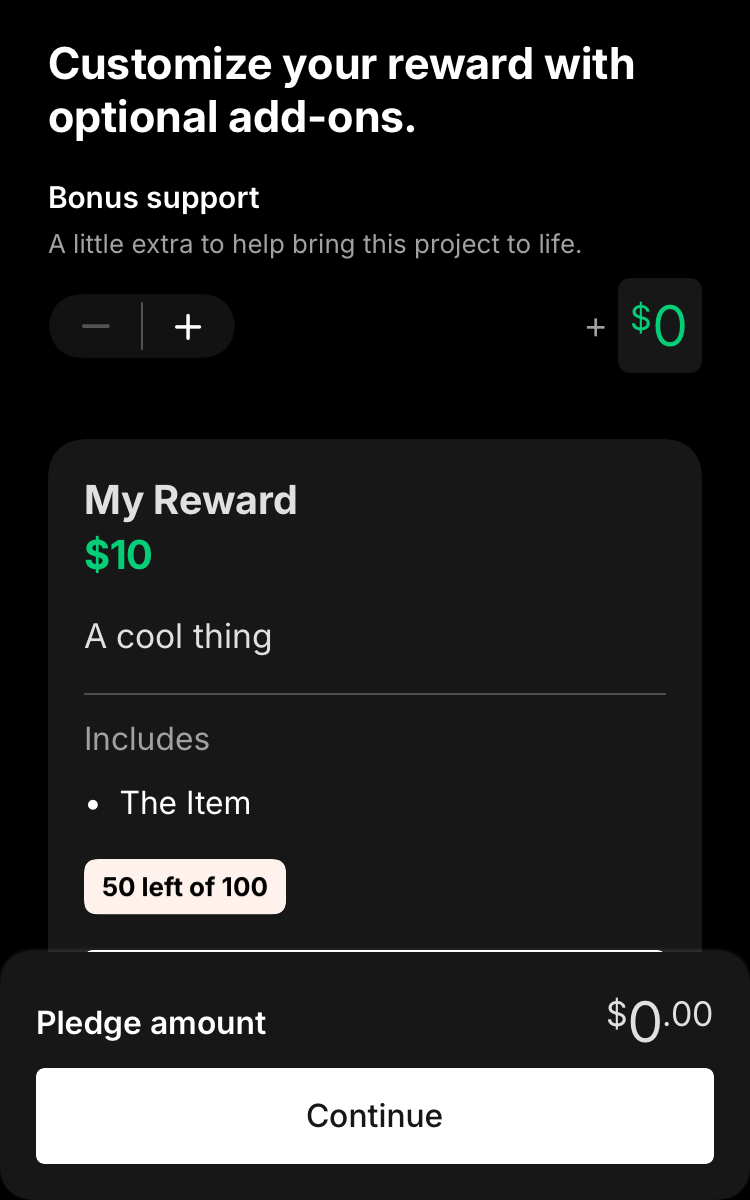 Customize your reward with
optional add-ons.
Bonus support
A little extra to help bring this project to life.
+ $0
My Reward
$10
A cool thing
Includes
• The Item
50 left of 100
Pledge amount $0.00
Continue